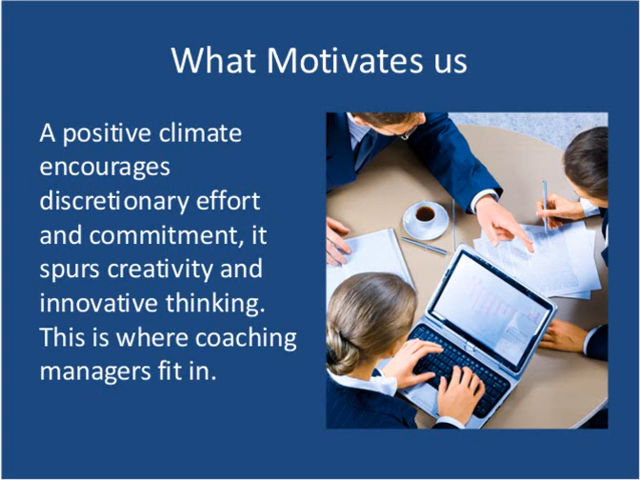 What Motivates us
A positive climate
encourages
discretionary effort
and commitment, it
spurs creativity and
innovative thinking.
This is where coaching
managers fit in.